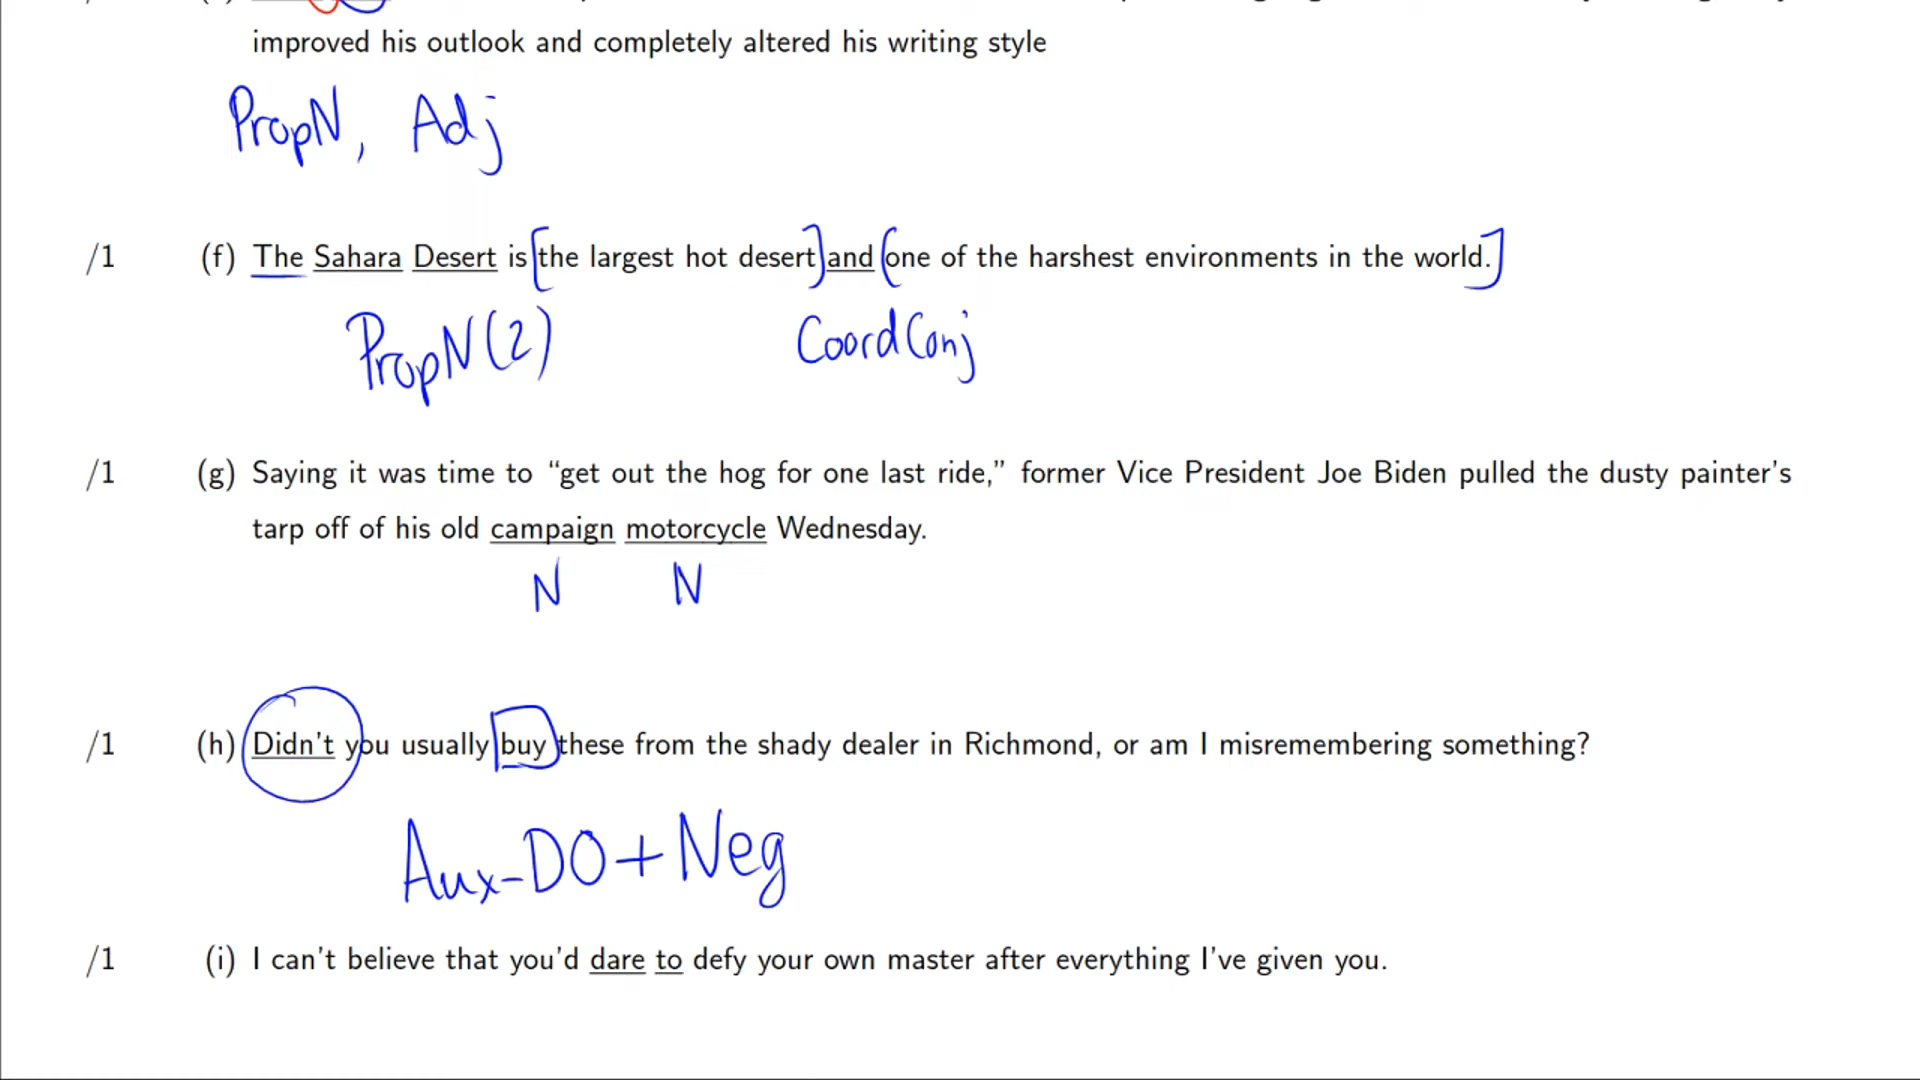 improved his outlook and completely altered his writing style
PropN, Adj
/1 (f) The Sahara Desert is [the largest hot desert] and [one of the harshest environments in the world.]
PropN(2) CoordConj
/1 (g) Saying it was time to “get out the hog for one last ride,” former Vice President Joe Biden pulled the dusty painter's
tarp off of his old campaign motorcycle Wednesday.
N N
/1 (h) Didn't you usually buy these from the shady dealer in Richmond, or am I misremembering something?
Aux-DO+Neg
/1 (i) I can't believe that you'd dare to defy your own master after everything I've given you.